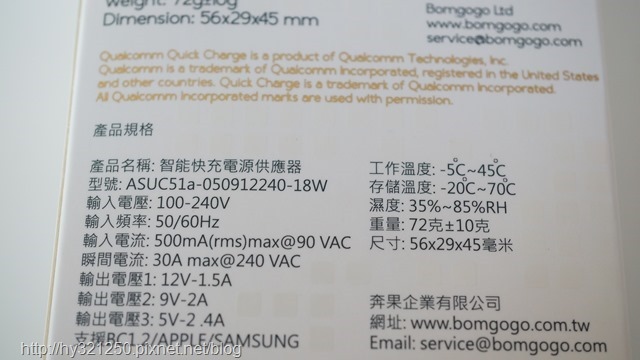 Weight: 72g±10g
Dimension: 56x29x45 mm
Bomgogo Ltd
www.bomgogo.com
service@bomgogo.com
Qualcomm Quick Charge is a product of Qualcomm Technologies, Inc.
Qualcomm is a trademark of Qualcomm Incorporated, registered in the United States
and other countries. Quick Charge is a trademark of Qualcomm Incorporated.
All Qualcomm Incorporated marks are used with permission.
產品規格
產品名稱: 智能快充電源供應器
型號: ASUC51a-050912240-18W
輸入電壓: 100-240V
輸入頻率: 50/60Hz
輸入電流: 500mA(rms)max@90 VAC
瞬間電流: 30A max@240 VAC
輸出電壓1: 12V-1.5A
輸出電壓2: 9V-2A
輸出電壓3: 5V-2 .4A
支援BC1.2/APPLE/SAMSUNG
工作溫度: -5℃~45℃
存儲溫度: -20℃~70℃
濕度: 35%~85%RH
重量: 72克±10克
尺寸: 56x29x45毫米
奔果企業有限公司
網址: www.bomgogo.com.tw
Email: service@bomgogo.com
http://hy321250.pixnet.net/blog